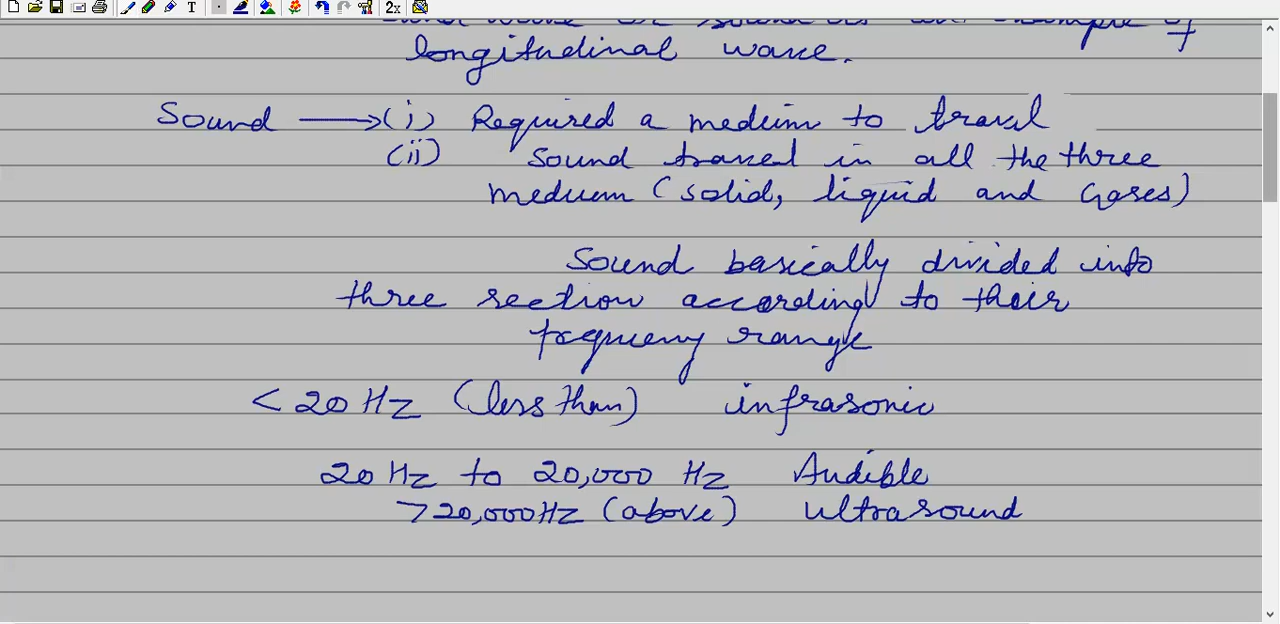 longitudinal wave.
Sound → (i) Required a medium to travel
(ii) Sound travel in all the three
medium (solid, liquid and Gases)
Sound basically divided into
three section according to their
frequency range
< 20 Hz (less than) infrasonic
20 Hz to 20,000 Hz Audible
>20,000 Hz (above) ultrasound